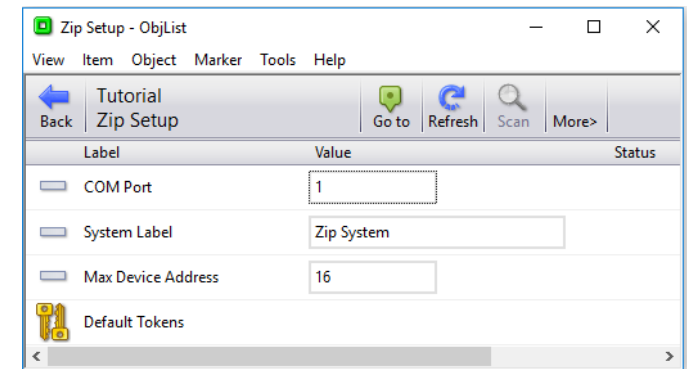 Zip Setup - ObjList
View Item Object Marker Tools Help
Back Tutorial Zip Setup Go to Refresh Scan More>
Label Value Status
COM Port 1
System Label Zip System
Max Device Address 16
Default Tokens